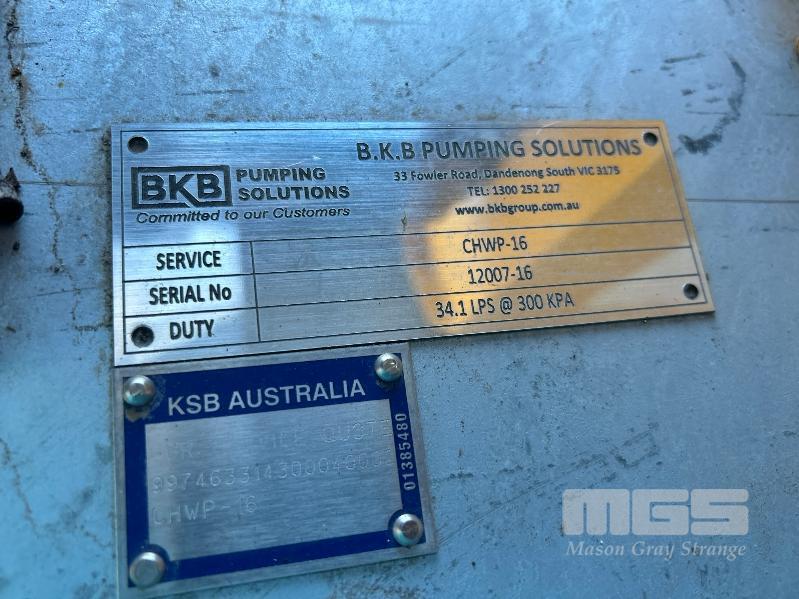 B.K.B PUMPING SOLUTIONS
33 Fowler Road, Dandenong South VIC 3175
TEL: 1300 252 227
www.bkbgroup.com.au
BKB PUMPING
SOLUTIONS
Committed to our Customers
SERVICE CHWP-16
SERIAL No 12007-16
DUTY 34.1 LPS @ 300 KPA
KSB AUSTRALIA
CHWP-16
01385480
MGS
Mason Gray Strange